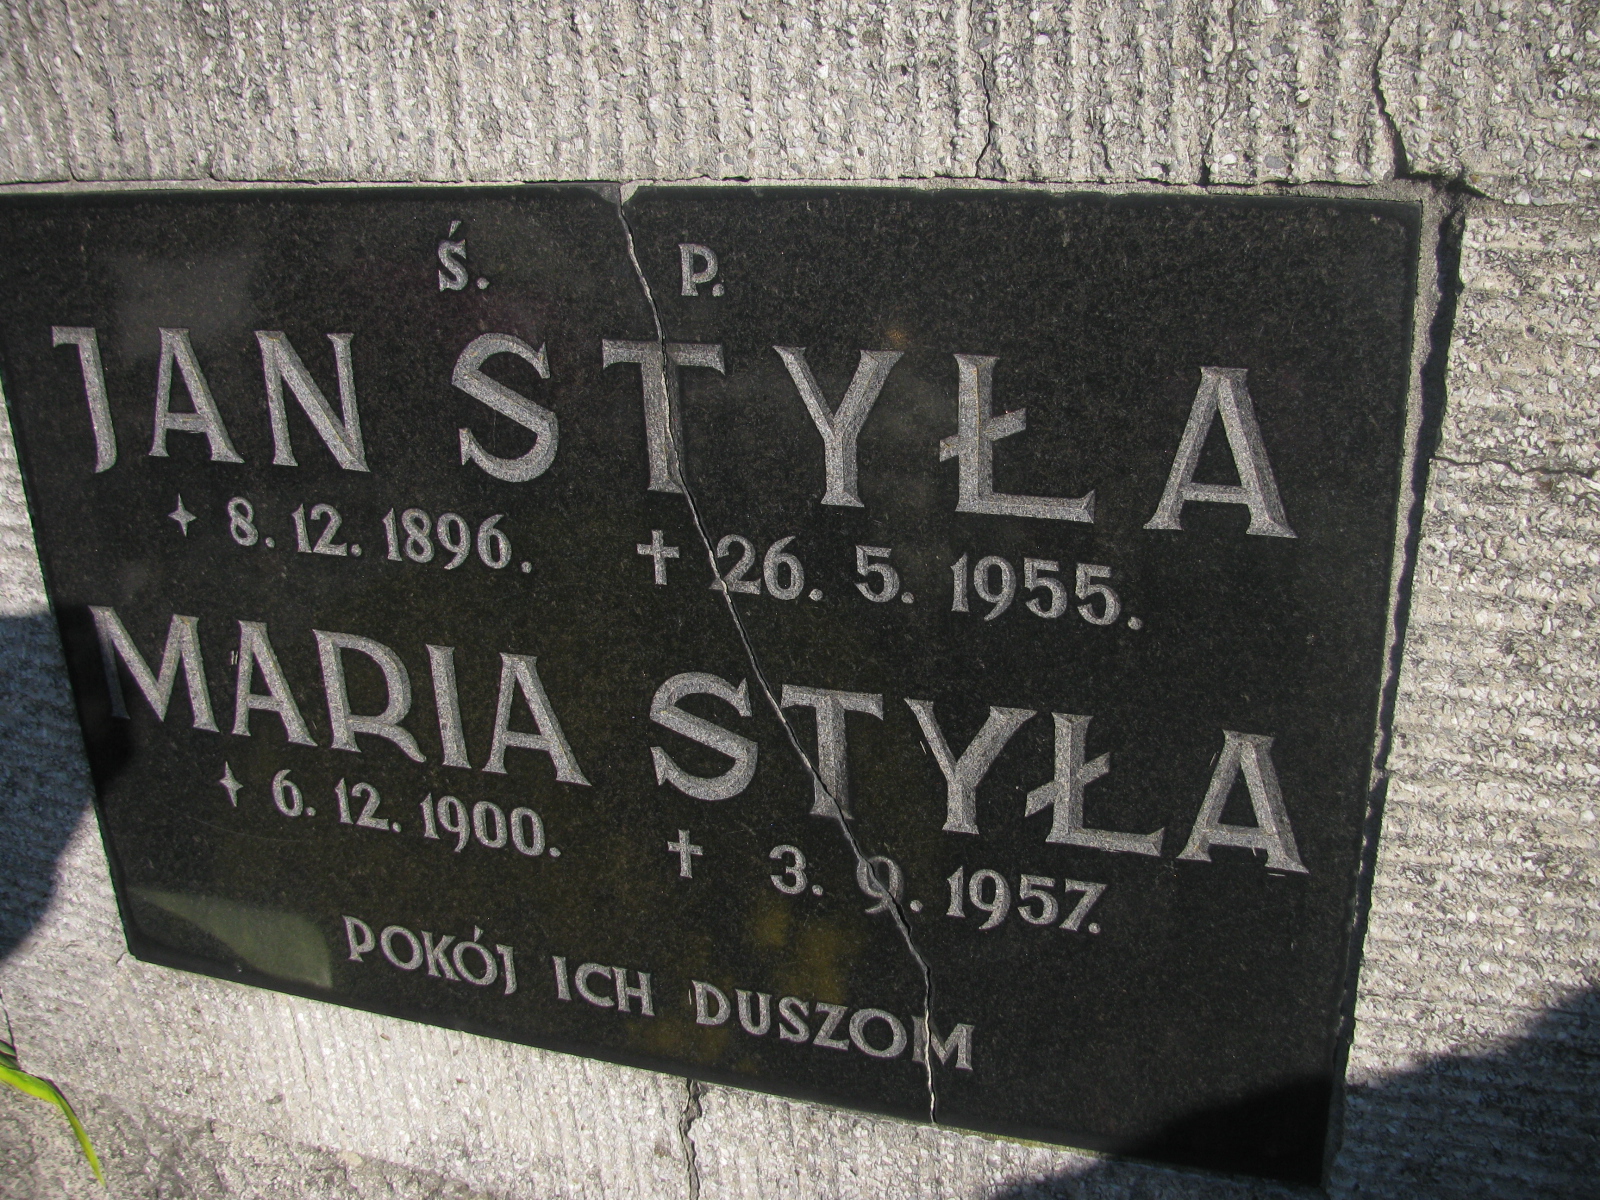 Ś. P.
JAN STYŁA
✦ 8. 12. 1896. ✝ 26. 5. 1955.
MARIA STYŁA
✦ 6. 12. 1900. ✝ 3. 9. 1957.
POKÓJ ICH DUSZOM